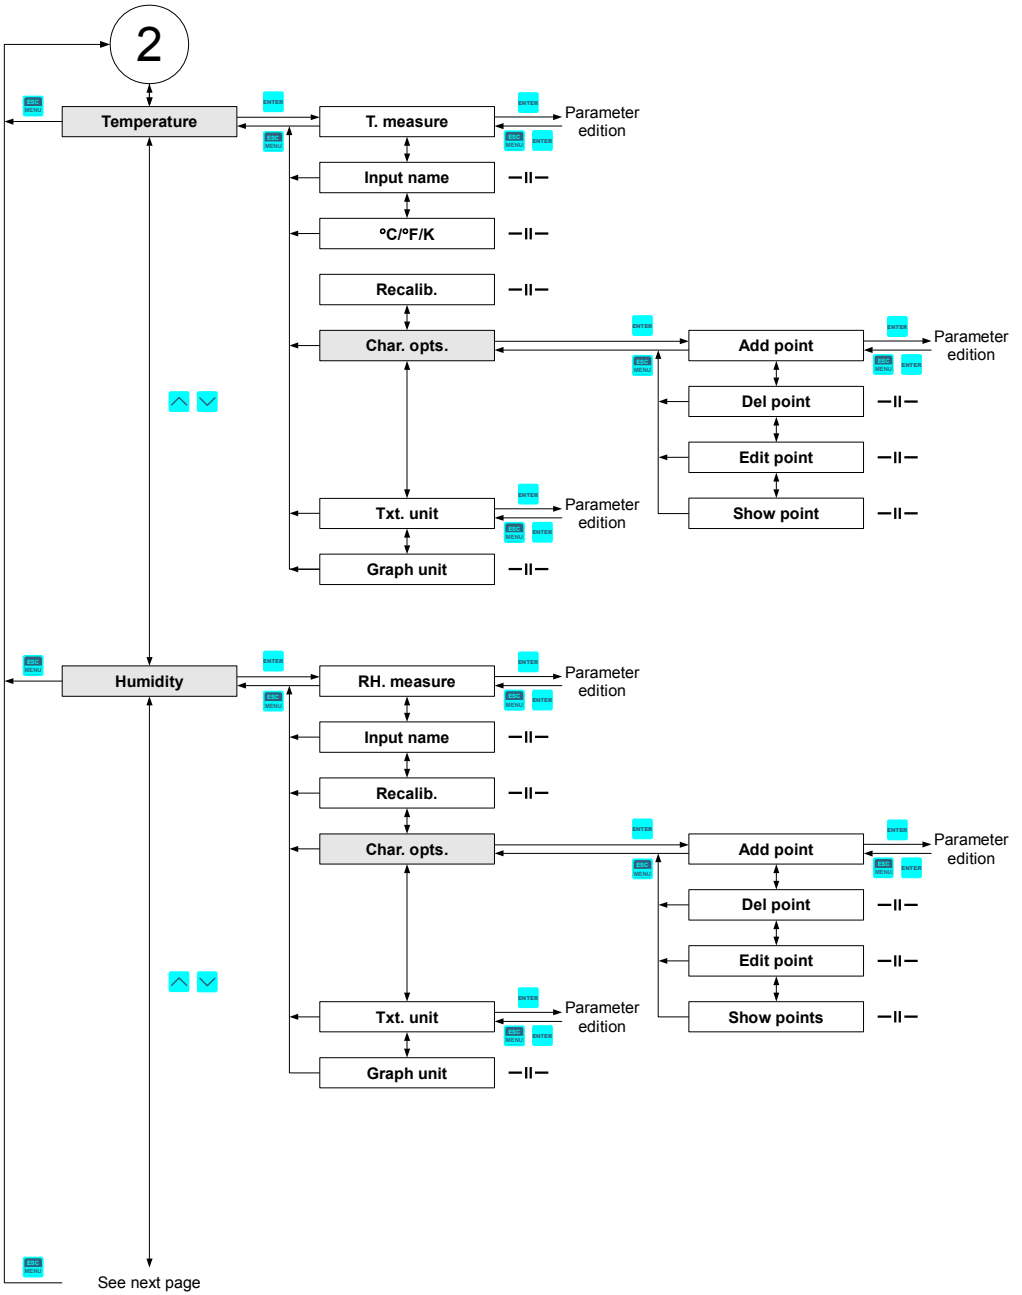 2
ESC
MENU
ENTER
ENTER
Temperature
T. measure
Parameter
edition
ESC
MENU
ESC
MENU
ENTER
Input name
—II—
°C/°F/K
—II—
Recalib.
—II—
Char. opts.
ENTER
ESC
MENU
Add point
ENTER
Parameter
edition
ESC
MENU
ENTER
Del point
—II—
Edit point
—II—
Txt. unit
ENTER
Parameter
edition
ESC
MENU
ENTER
Show point
—II—
Graph unit
—II—
ESC
MENU
ENTER
ENTER
Humidity
RH. measure
Parameter
edition
ESC
MENU
ESC
MENU
ENTER
Input name
—II—
Recalib.
—II—
Char. opts.
ENTER
ESC
MENU
Add point
ENTER
Parameter
edition
ESC
MENU
ENTER
Del point
—II—
Edit point
—II—
Txt. unit
ENTER
Parameter
edition
ESC
MENU
ENTER
Show points
—II—
Graph unit
—II—
ESC
MENU
See next page